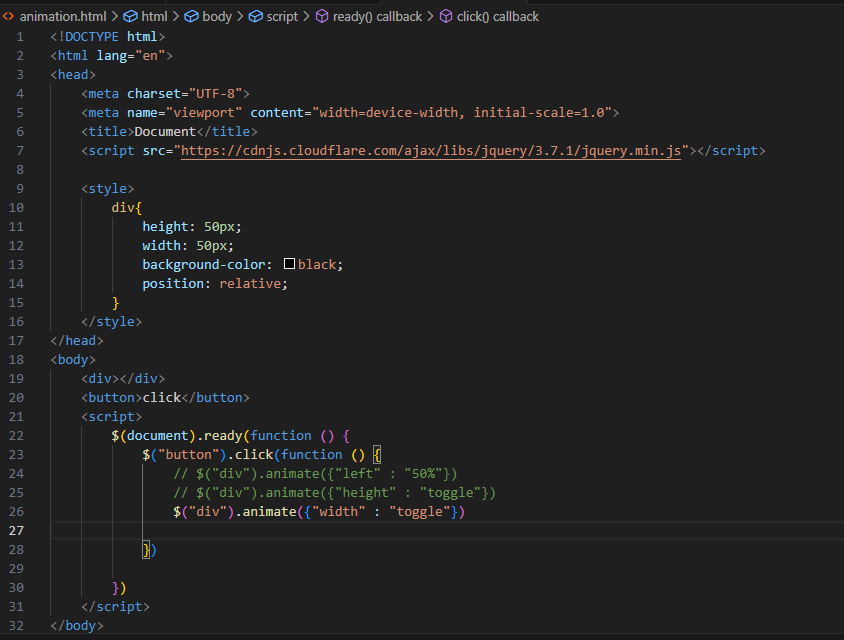 animation.html > html > body > script > ready() callback > click() callback
1 <!DOCTYPE html>
2 <html lang="en">
3 <head>
4 <meta charset="UTF-8">
5 <meta name="viewport" content="width=device-width, initial-scale=1.0">
6 <title>Document</title>
7 <script src="https://cdnjs.cloudflare.com/ajax/libs/jquery/3.7.1/jquery.min.js"></script>
8
9 <style>
10 div{
11 height: 50px;
12 width: 50px;
13 background-color: black;
14 position: relative;
15 }
16 </style>
17 </head>
18 <body>
19 <div></div>
20 <button>click</button>
21 <script>
22 $(document).ready(function () {
23 $("button").click(function () {
24 // $("div").animate({"left" : "50%"})
25 // $("div").animate({"height" : "toggle"})
26 $("div").animate({"width" : "toggle"})
27
28 })
29
30 })
31 </script>
32 </body>